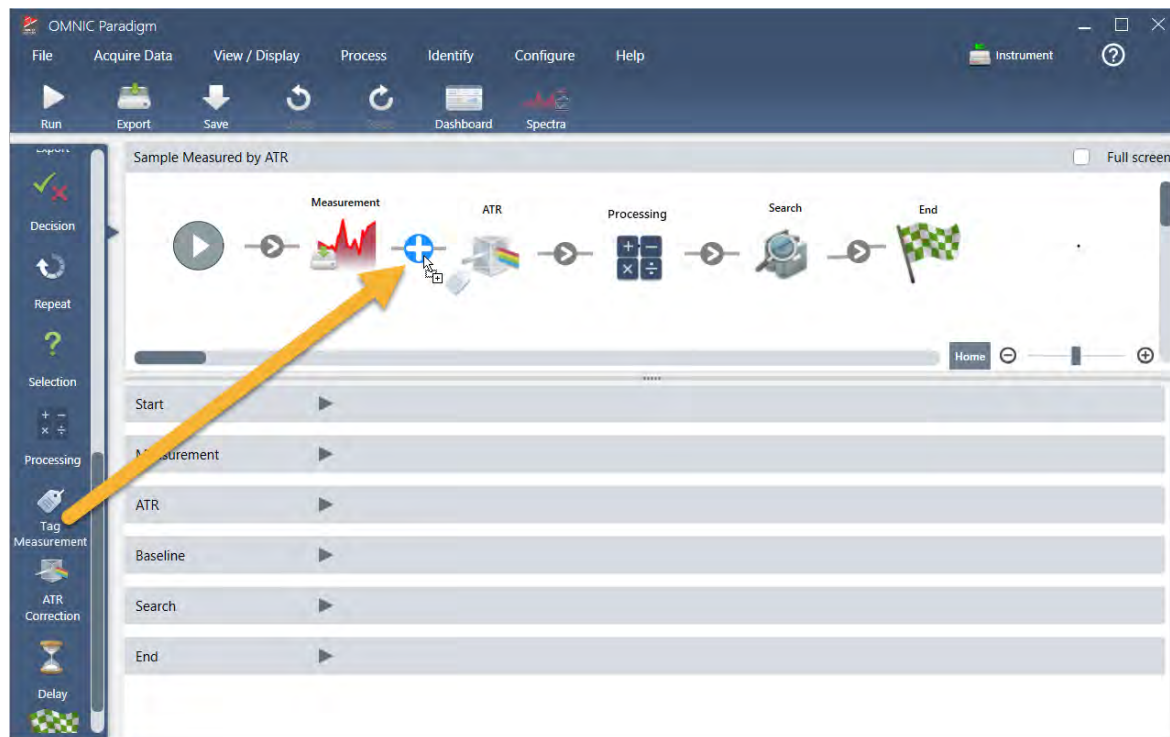 OMNIC Paradigm
File Acquire Data View / Display Process Identify Configure Help Instrument
Run Export Save Dashboard Spectra
Export
Decision
Repeat
Selection
Processing
Tag
Measurement
ATR
Correction
Delay
Sample Measured by ATR Full screen
Measurement ATR Processing Search End
Home
Start
Measurement
ATR
Baseline
Search
End